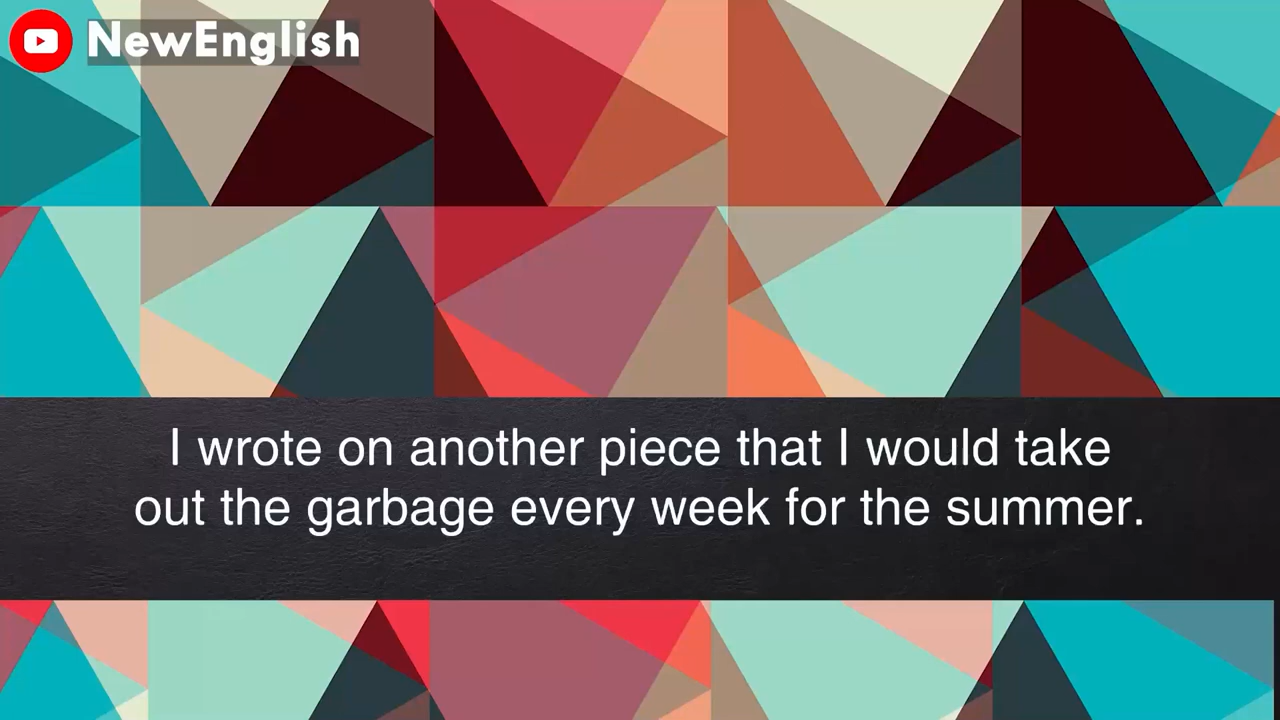 NewEnglish
I wrote on another piece that I would take
out the garbage every week for the summer.